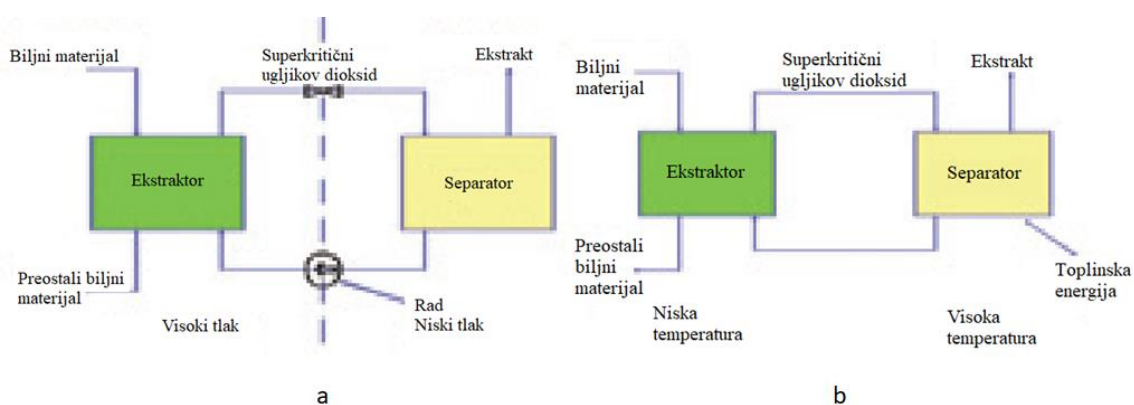 Biljni materijal
Superkritični
ugljikov dioksid
Ekstrakt
Ekstraktor
Separator
Preostali biljni
materijal
Visoki tlak
Rad
Niski tlak
a
Biljni
materijal
Superkritični
ugljikov dioksid
Ekstrakt
Ekstraktor
Separator
Preostali
biljni
materijal
Toplinska
energija
Niska
temperatura
Visoka
temperatura
b